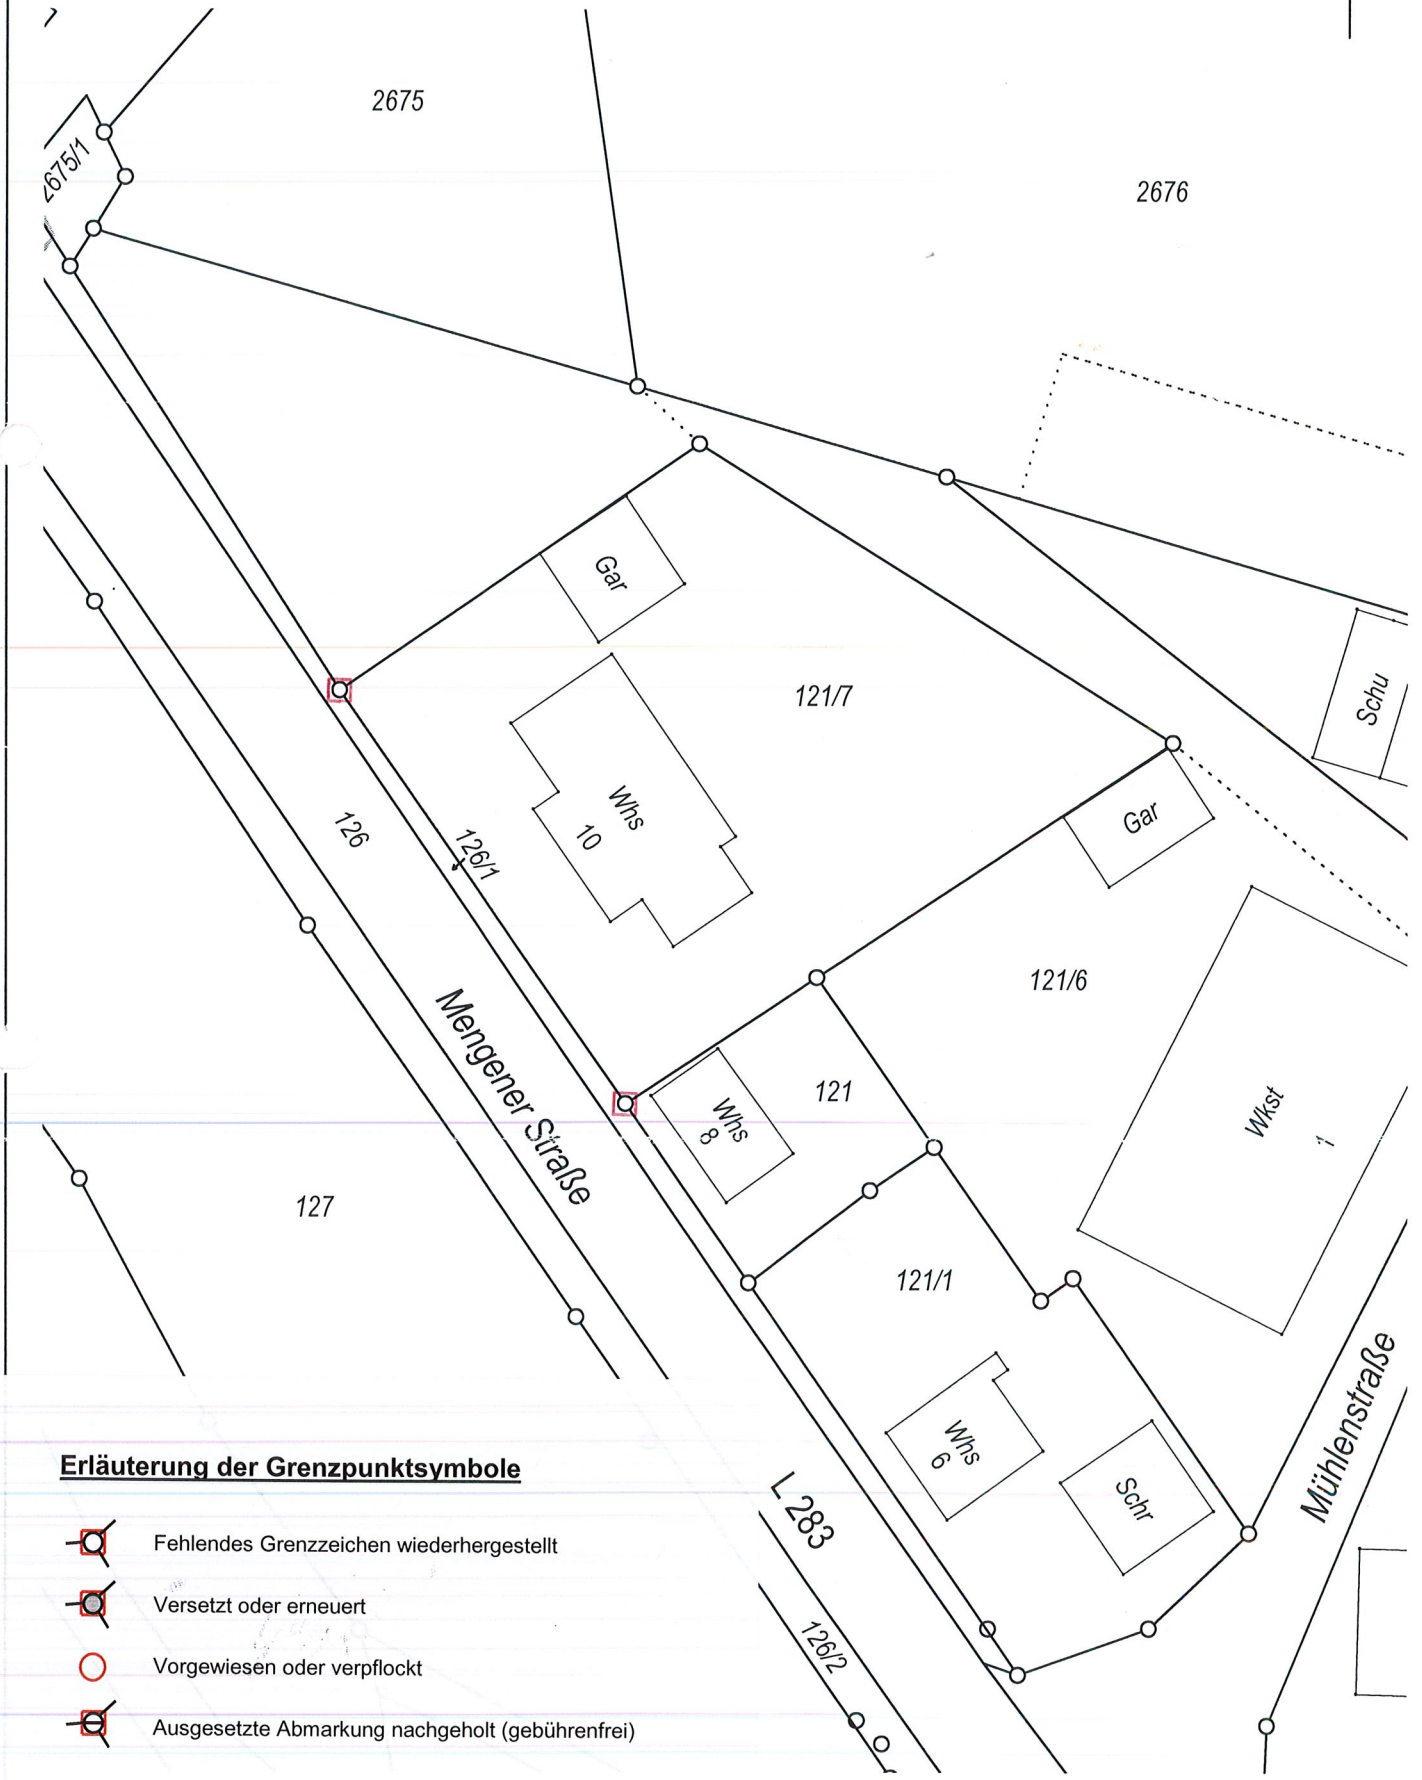 2675
2675/1
2676
Gar
121/7
Schu
Whs
10
Gar
126
126/1
121/6
Mengener Straße
121
Whs
8
Wkst
1
127
121/1
Mühlenstraße
Whs
6
Schr
L 283
126/2
Erläuterung der Grenzpunktsymbole
Fehlendes Grenzzeichen wiederhergestellt
Versetzt oder erneuert
Vorgewiesen oder verpflockt
Ausgesetzte Abmarkung nachgeholt (gebührenfrei)